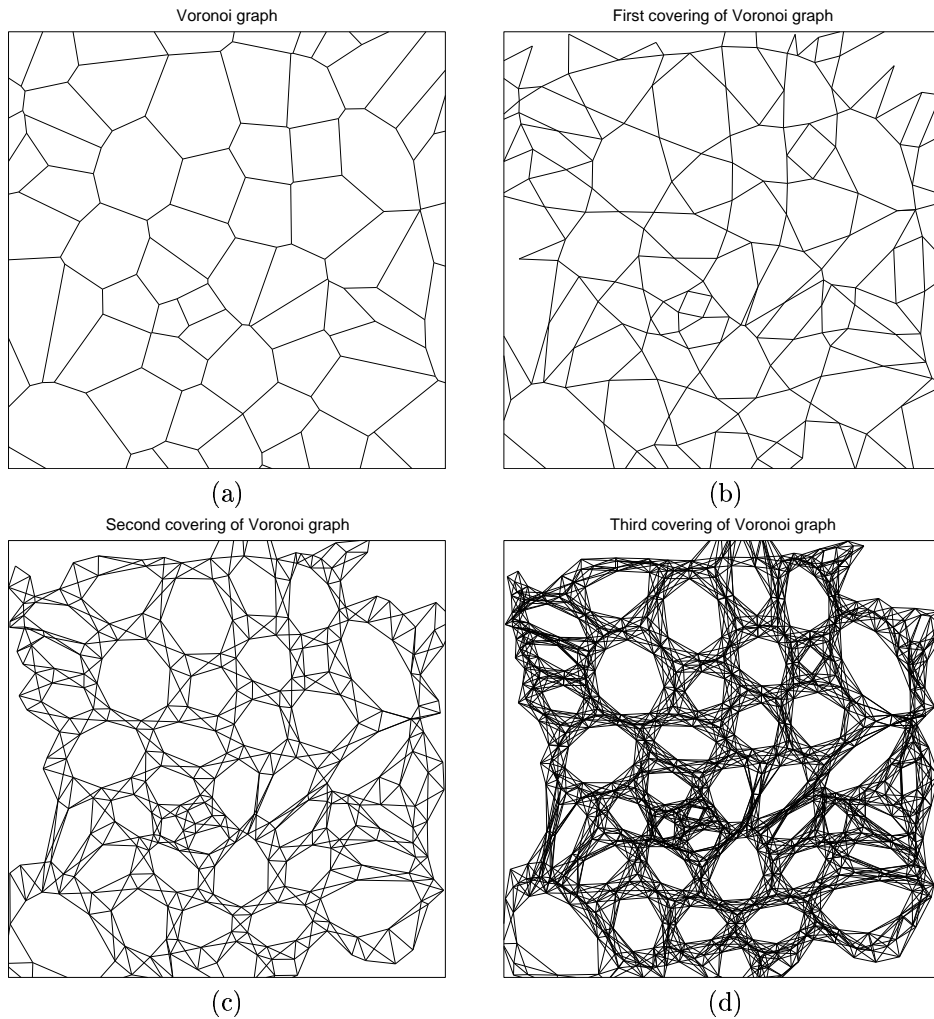 Voronoi graph
First covering of Voronoi graph
(a)
(b)
Second covering of Voronoi graph
Third covering of Voronoi graph
(c)
(d)